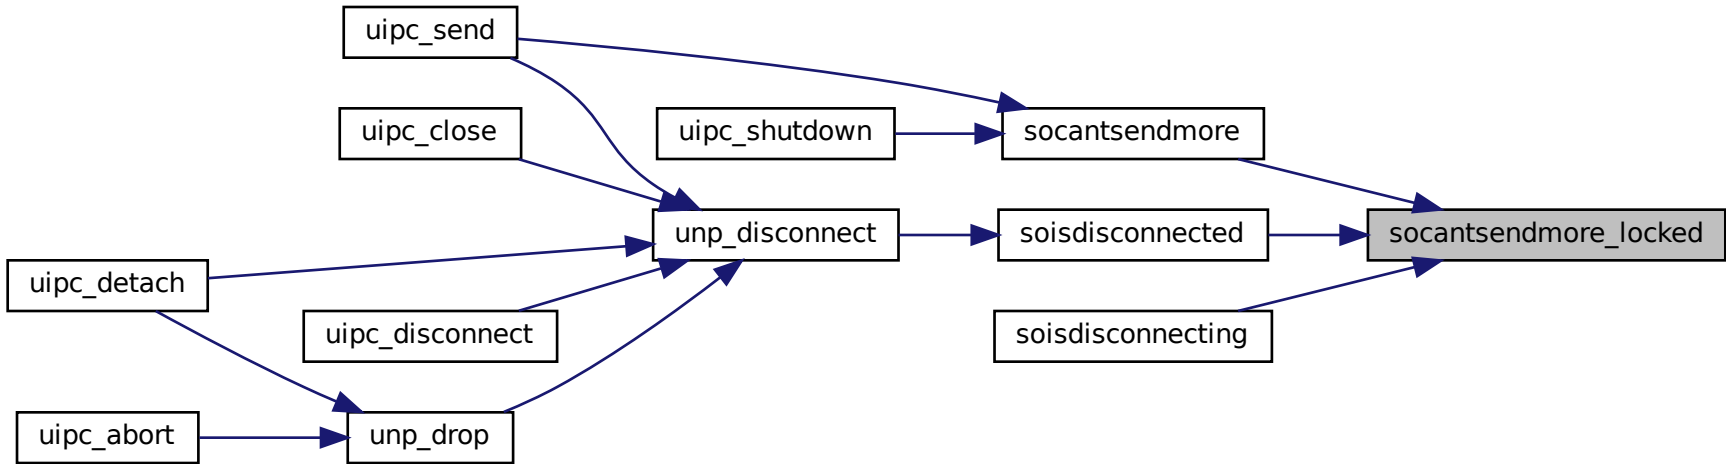 uipc_send
uipc_close
uipc_shutdown
socantsendmore
unp_disconnect
soisdisconnected
socantsendmore_locked
uipc_detach
uipc_disconnect
soisdisconnecting
uipc_abort
unp_drop